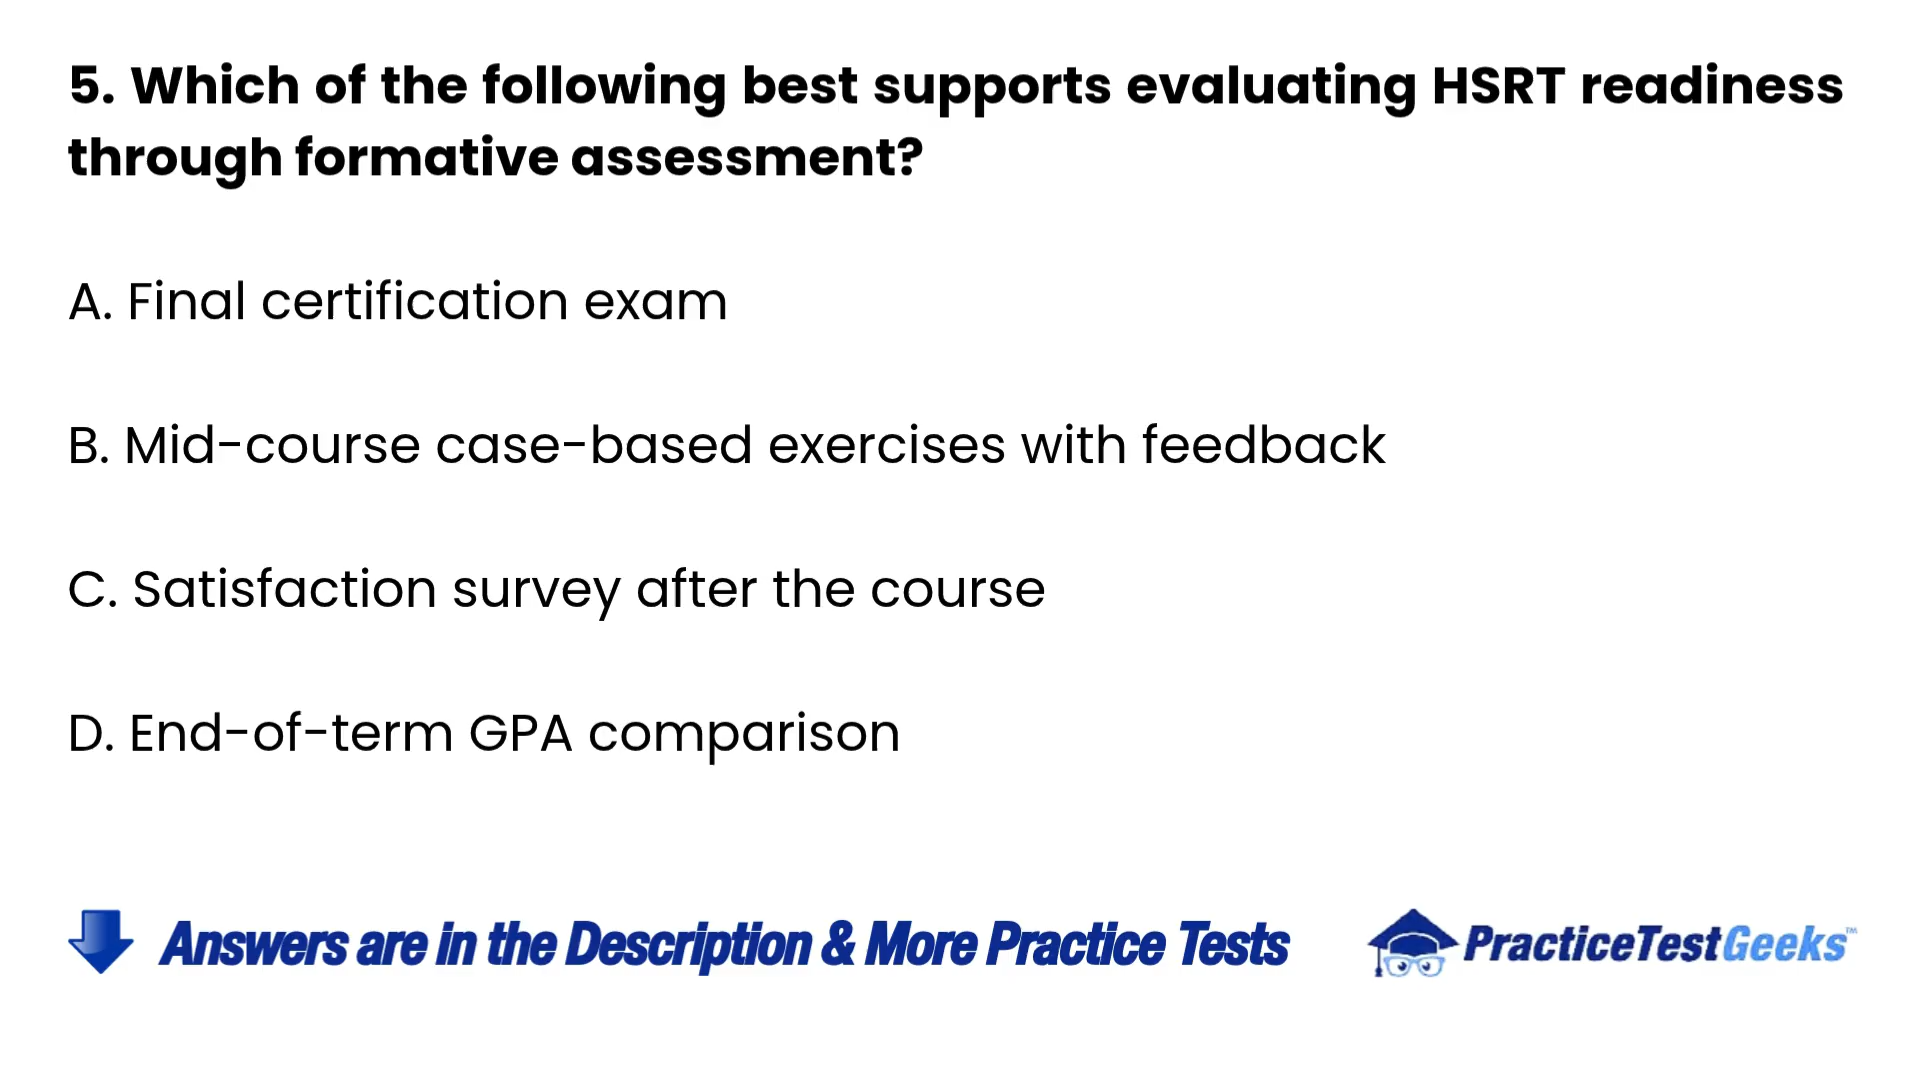 5. Which of the following best supports evaluating HSRT readiness
through formative assessment?
A. Final certification exam
B. Mid-course case-based exercises with feedback
C. Satisfaction survey after the course
D. End-of-term GPA comparison
Answers are in the Description & More Practice Tests
PracticeTestGeeks™